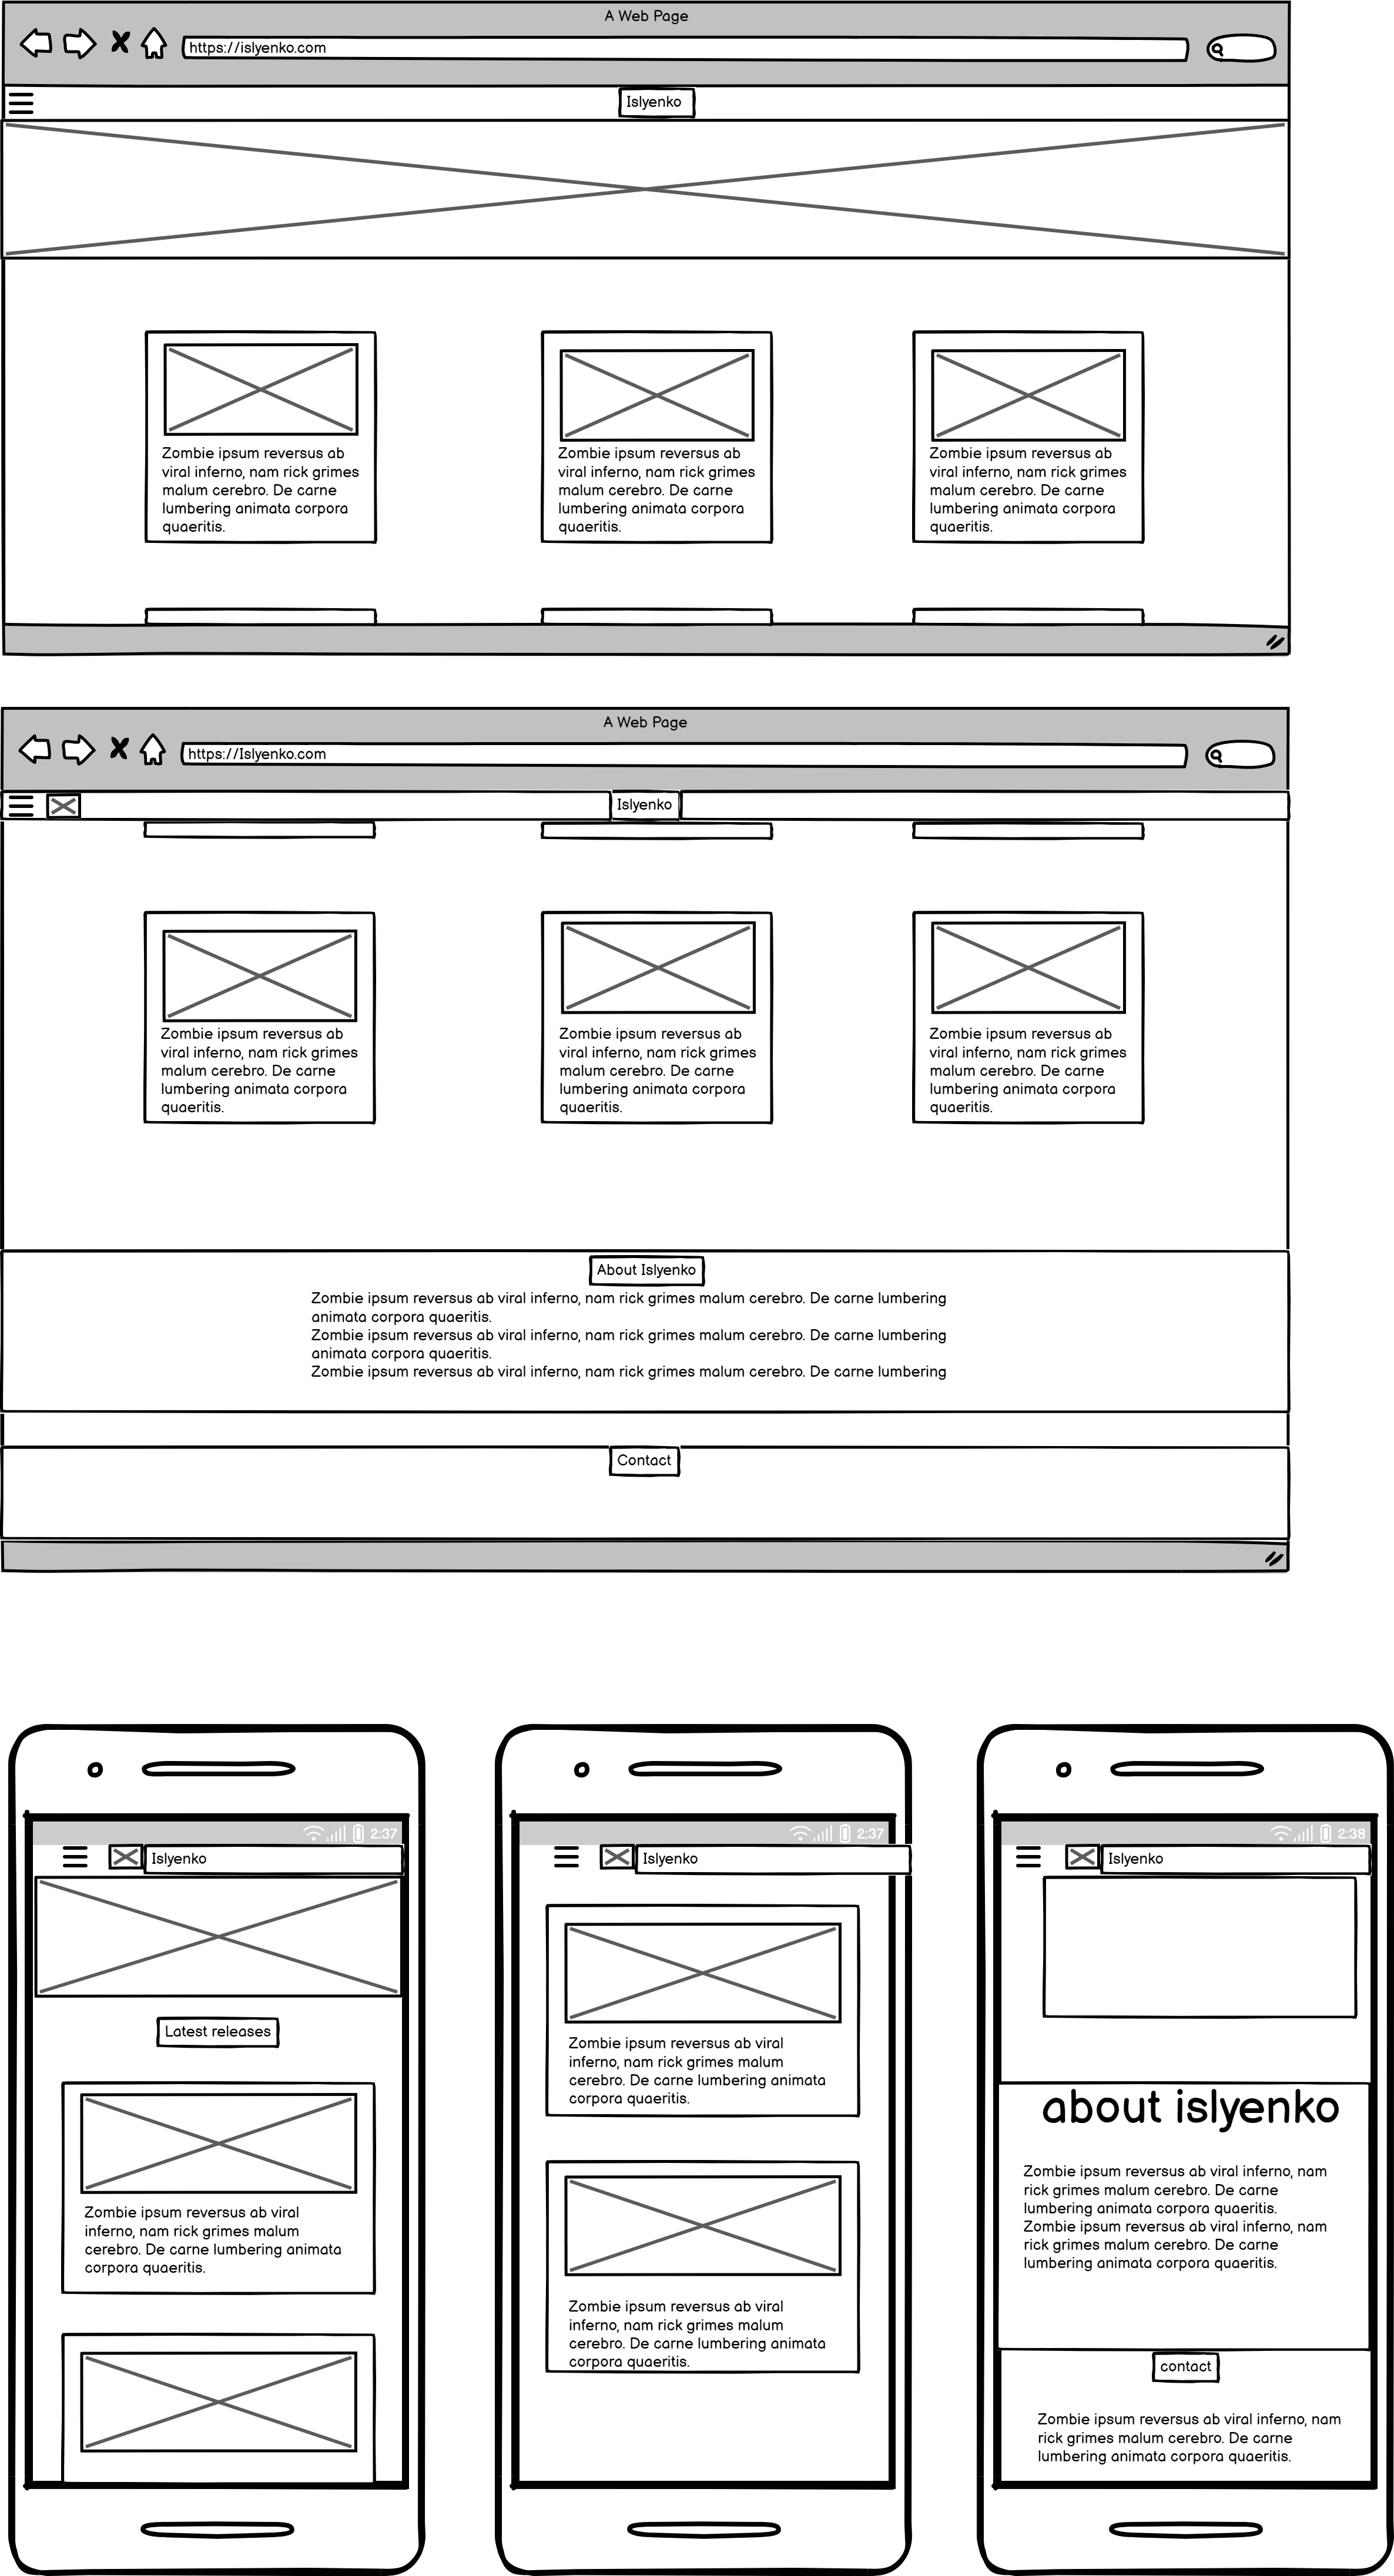 A Web Page
https://islyenko.com
Islyenko
Zombie ipsum reversus ab
viral inferno, nam rick grimes
malum cerebro. De carne
lumbering animata corpora
quaeritis.
Zombie ipsum reversus ab
viral inferno, nam rick grimes
malum cerebro. De carne
lumbering animata corpora
quaeritis.
Zombie ipsum reversus ab
viral inferno, nam rick grimes
malum cerebro. De carne
lumbering animata corpora
quaeritis.
A Web Page
https://Islyenko.com
Islyenko
Zombie ipsum reversus ab
viral inferno, nam rick grimes
malum cerebro. De carne
lumbering animata corpora
quaeritis.
Zombie ipsum reversus ab
viral inferno, nam rick grimes
malum cerebro. De carne
lumbering animata corpora
quaeritis.
Zombie ipsum reversus ab
viral inferno, nam rick grimes
malum cerebro. De carne
lumbering animata corpora
quaeritis.
About Islyenko
Zombie ipsum reversus ab viral inferno, nam rick grimes malum cerebro. De carne lumbering
animata corpora quaeritis.
Zombie ipsum reversus ab viral inferno, nam rick grimes malum cerebro. De carne lumbering
animata corpora quaeritis.
Zombie ipsum reversus ab viral inferno, nam rick grimes malum cerebro. De carne lumbering
Contact
2:37
Islyenko
Latest releases
Zombie ipsum reversus ab viral
inferno, nam rick grimes malum
cerebro. De carne lumbering animata
corpora quaeritis.
2:37
Islyenko
Zombie ipsum reversus ab viral
inferno, nam rick grimes malum
cerebro. De carne lumbering animata
corpora quaeritis.
Zombie ipsum reversus ab viral
inferno, nam rick grimes malum
cerebro. De carne lumbering animata
corpora quaeritis.
2:38
Islyenko
about islyenko
Zombie ipsum reversus ab viral inferno, nam
rick grimes malum cerebro. De carne
lumbering animata corpora quaeritis.
Zombie ipsum reversus ab viral inferno, nam
rick grimes malum cerebro. De carne
lumbering animata corpora quaeritis.
contact
Zombie ipsum reversus ab viral inferno, nam
rick grimes malum cerebro. De carne
lumbering animata corpora quaeritis.